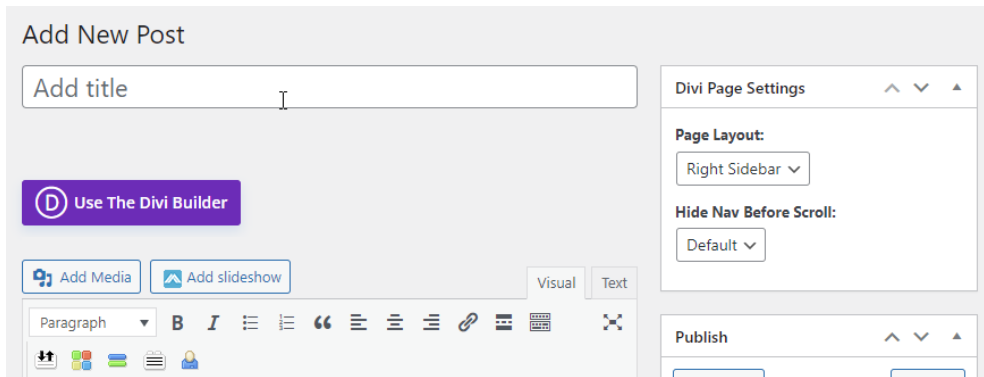 Add New Post
Add title
Use The Divi Builder
Add Media
Add slideshow
Visual
Text
Paragraph
Divi Page Settings
Page Layout:
Right Sidebar
Hide Nav Before Scroll:
Default
Publish